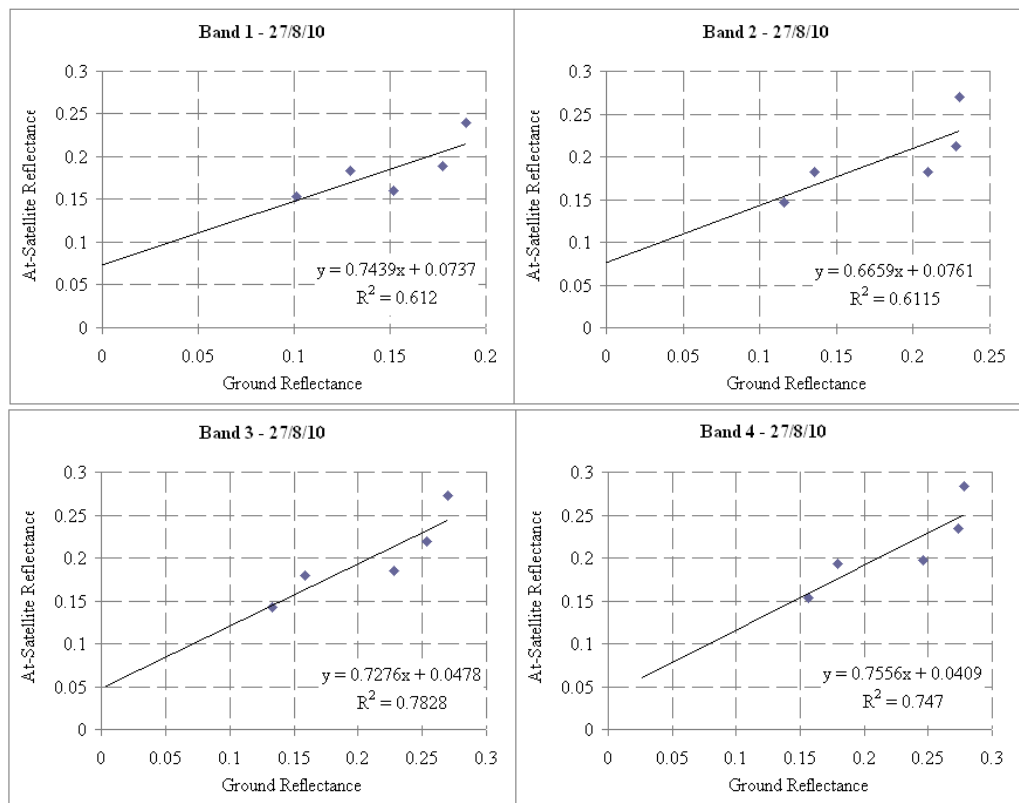 Band 1 - 27/8/10
0.3
0.25
0.2
0.15
0.1
0.05
0
At-Satellite Reflectance
y = 0.7439x + 0.0737
R² = 0.612
0 0.05 0.1 0.15 0.2
Ground Reflectance
Band 2 - 27/8/10
0.3
0.25
0.2
0.15
0.1
0.05
0
At-Satellite Reflectance
y = 0.6659x + 0.0761
R² = 0.6115
0 0.05 0.1 0.15 0.2 0.25
Ground Reflectance
Band 3 - 27/8/10
0.3
0.25
0.2
0.15
0.1
0.05
0
At-Satellite Reflectance
y = 0.7276x + 0.0478
R² = 0.7828
0 0.05 0.1 0.15 0.2 0.25 0.3
Ground Reflectance
Band 4 - 27/8/10
0.3
0.25
0.2
0.15
0.1
0.05
0
At-Satellite Reflectance
y = 0.7556x + 0.0409
R² = 0.747
0 0.05 0.1 0.15 0.2 0.25 0.3
Ground Reflectance